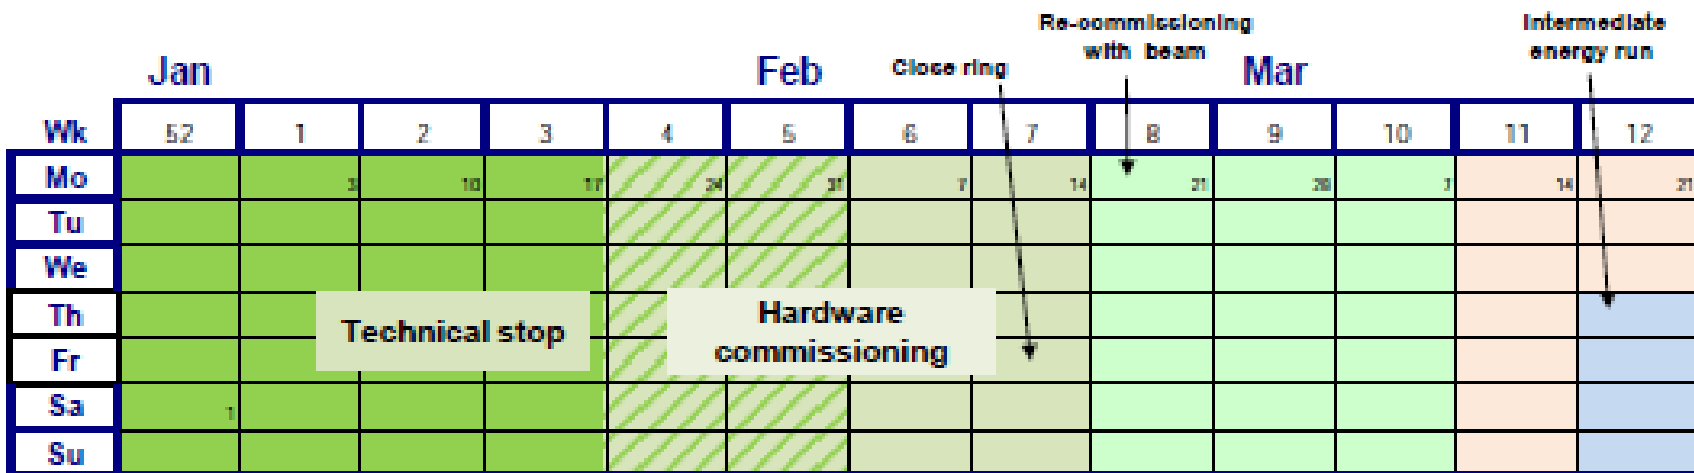 Re-commissioning
with beam
Intermediate
energy run
Jan
Feb
Close ring
Mar
Wk 52 1 2 3 4 5 6 7 8 9 10 11 12
Mo 3 10 17 24 31 7 14 21 28 7 14 21
Tu
We
Th
Fr
Technical stop
Hardware
commissioning
Sa 1
Su